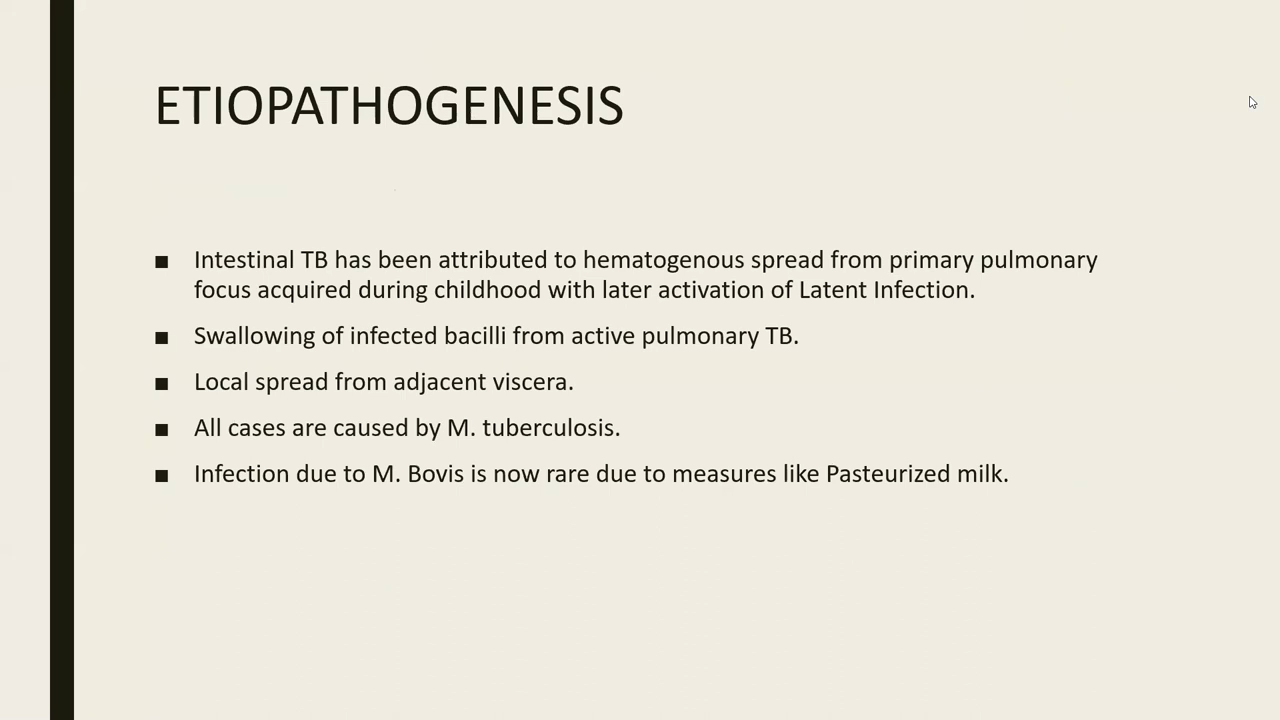 ETIOPATHOGENESIS
■ Intestinal TB has been attributed to hematogenous spread from primary pulmonary
focus acquired during childhood with later activation of Latent Infection.
■ Swallowing of infected bacilli from active pulmonary TB.
■ Local spread from adjacent viscera.
■ All cases are caused by M. tuberculosis.
■ Infection due to M. Bovis is now rare due to measures like Pasteurized milk.